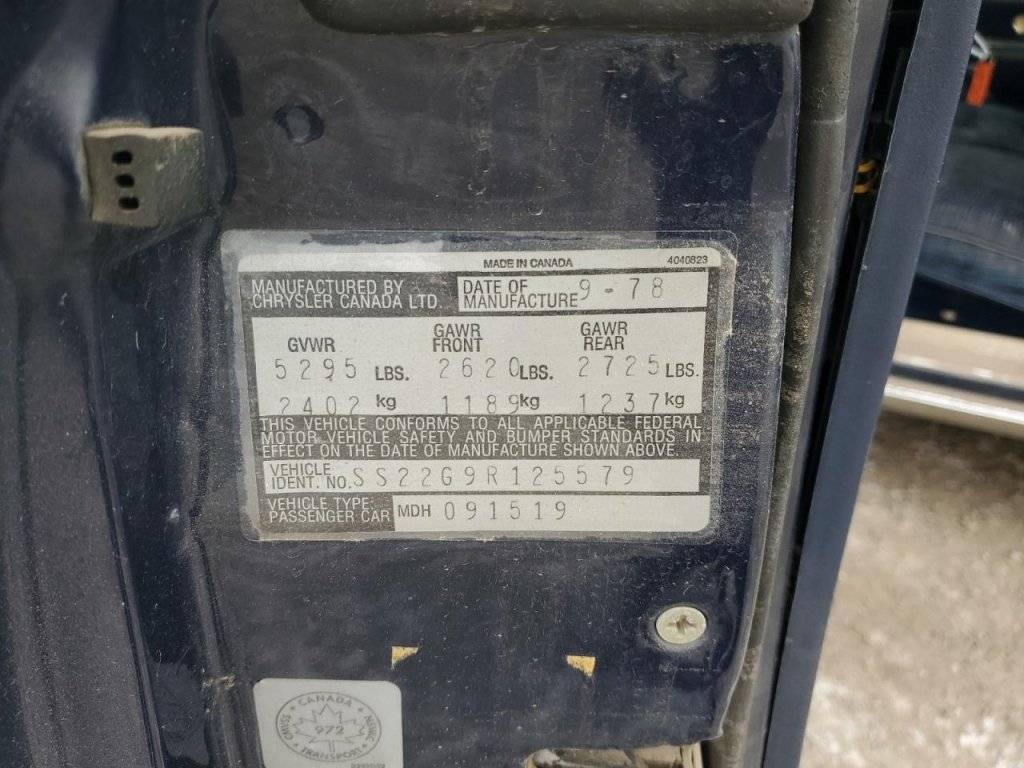 MADE IN CANADA 4040823
MANUFACTURED BY
CHRYSLER CANADA LTD.
DATE OF
MANUFACTURE 9-78
GVWR
GAWR
FRONT
GAWR
REAR
5295 LBS. 2620 LBS. 2725 LBS.
2402 kg 1189 kg 1237 kg
THIS VEHICLE CONFORMS TO ALL APPLICABLE FEDERAL
MOTOR VEHICLE SAFETY AND BUMPER STANDARDS IN
EFFECT ON THE DATE OF MANUFACTURE SHOWN ABOVE.
VEHICLE
IDENT. NO. SS22G9R125579
VEHICLE TYPE:
PASSENGER CAR
MDH 091519
CANADA
CMVSS
972
NSVAC
TRANSPORT